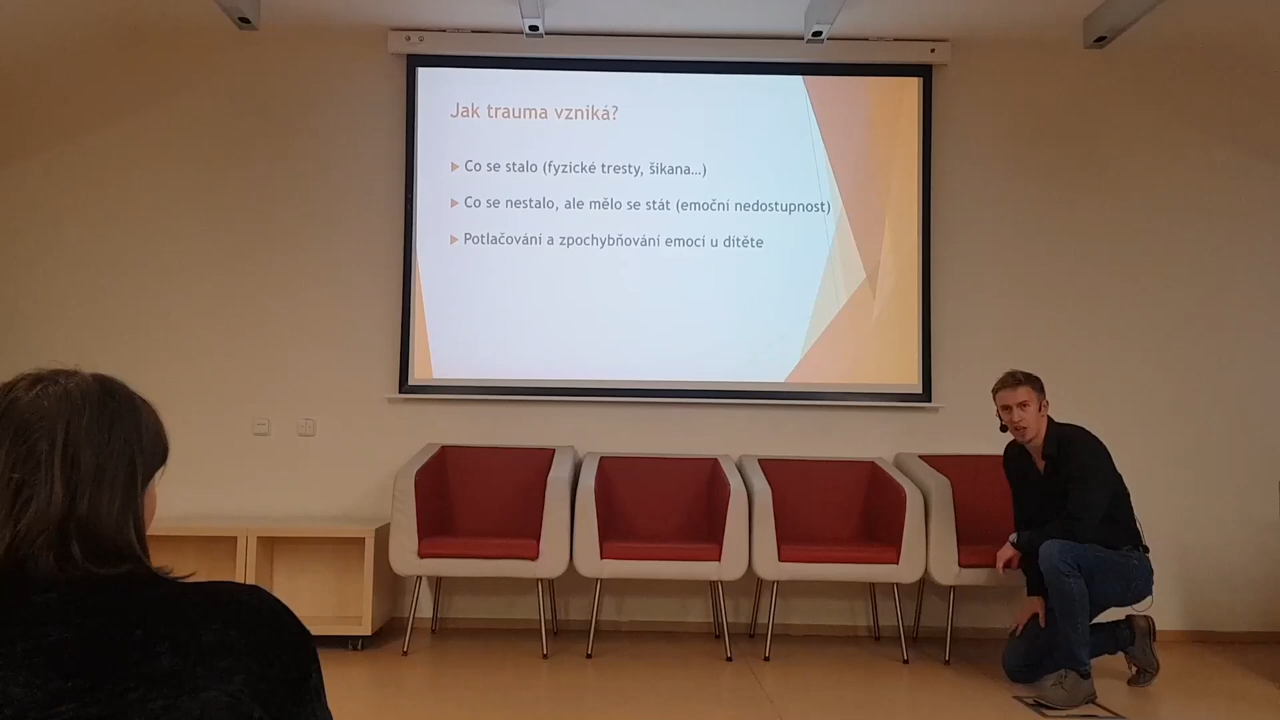 Jak trauma vzniká?
Co se stalo (fyzické tresty, šikana...)
Co se nestalo, ale mělo se stát (emoční nedostupnost)
Potlačování a zpochybňování emocí u dítěte